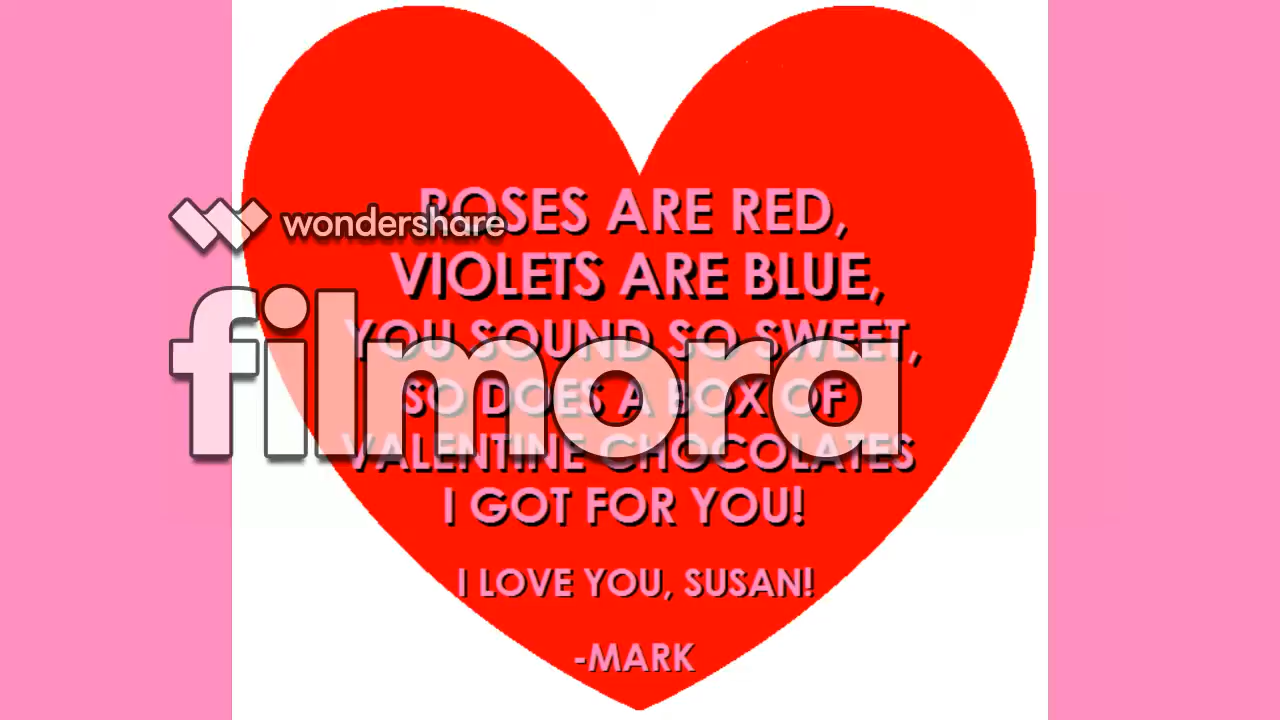 ROSES ARE RED,
wondershare
VIOLETS ARE BLUE,
filmora
YOU SOUND SO SWEET,
SO DOES A BOX OF
VALENTINE CHOCOLATES
I GOT FOR YOU!
I LOVE YOU, SUSAN!
-MARK